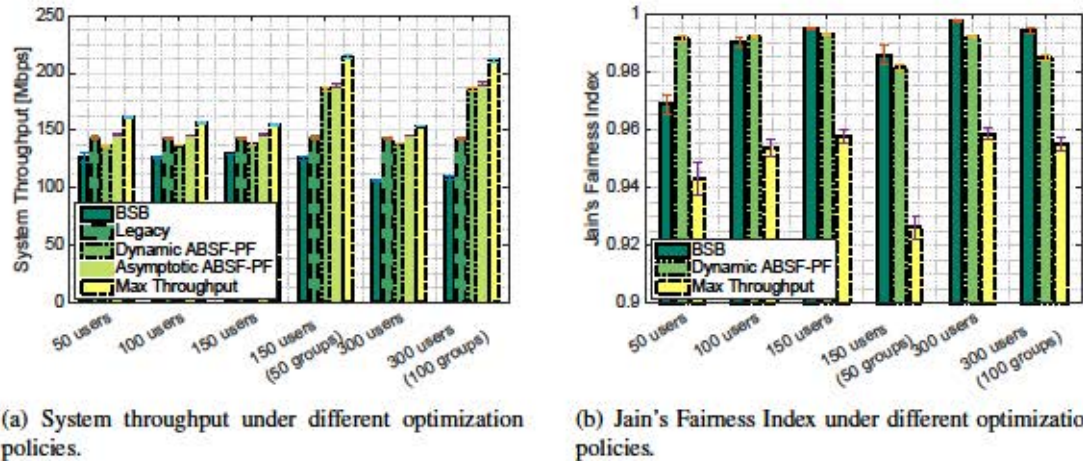 250
200
150
100
50
0
System Throughput [Mbps]
BSB
Legacy
Dynamic ABSF-PF
Asymptotic ABSF-PF
Max Throughput
50 users
100 users
150 users
150 users
(50 groups)
300 users
300 users
(100 groups)
(a) System throughput under different optimization
policies.
1
0.98
0.96
0.94
0.92
0.9
Jain's Fairness Index
BSB
Dynamic ABSF-PF
Max Throughput
50 users
100 users
150 users
150 users
(50 groups)
300 users
300 users
(100 groups)
(b) Jain's Fairness Index under different optimizatio
policies.